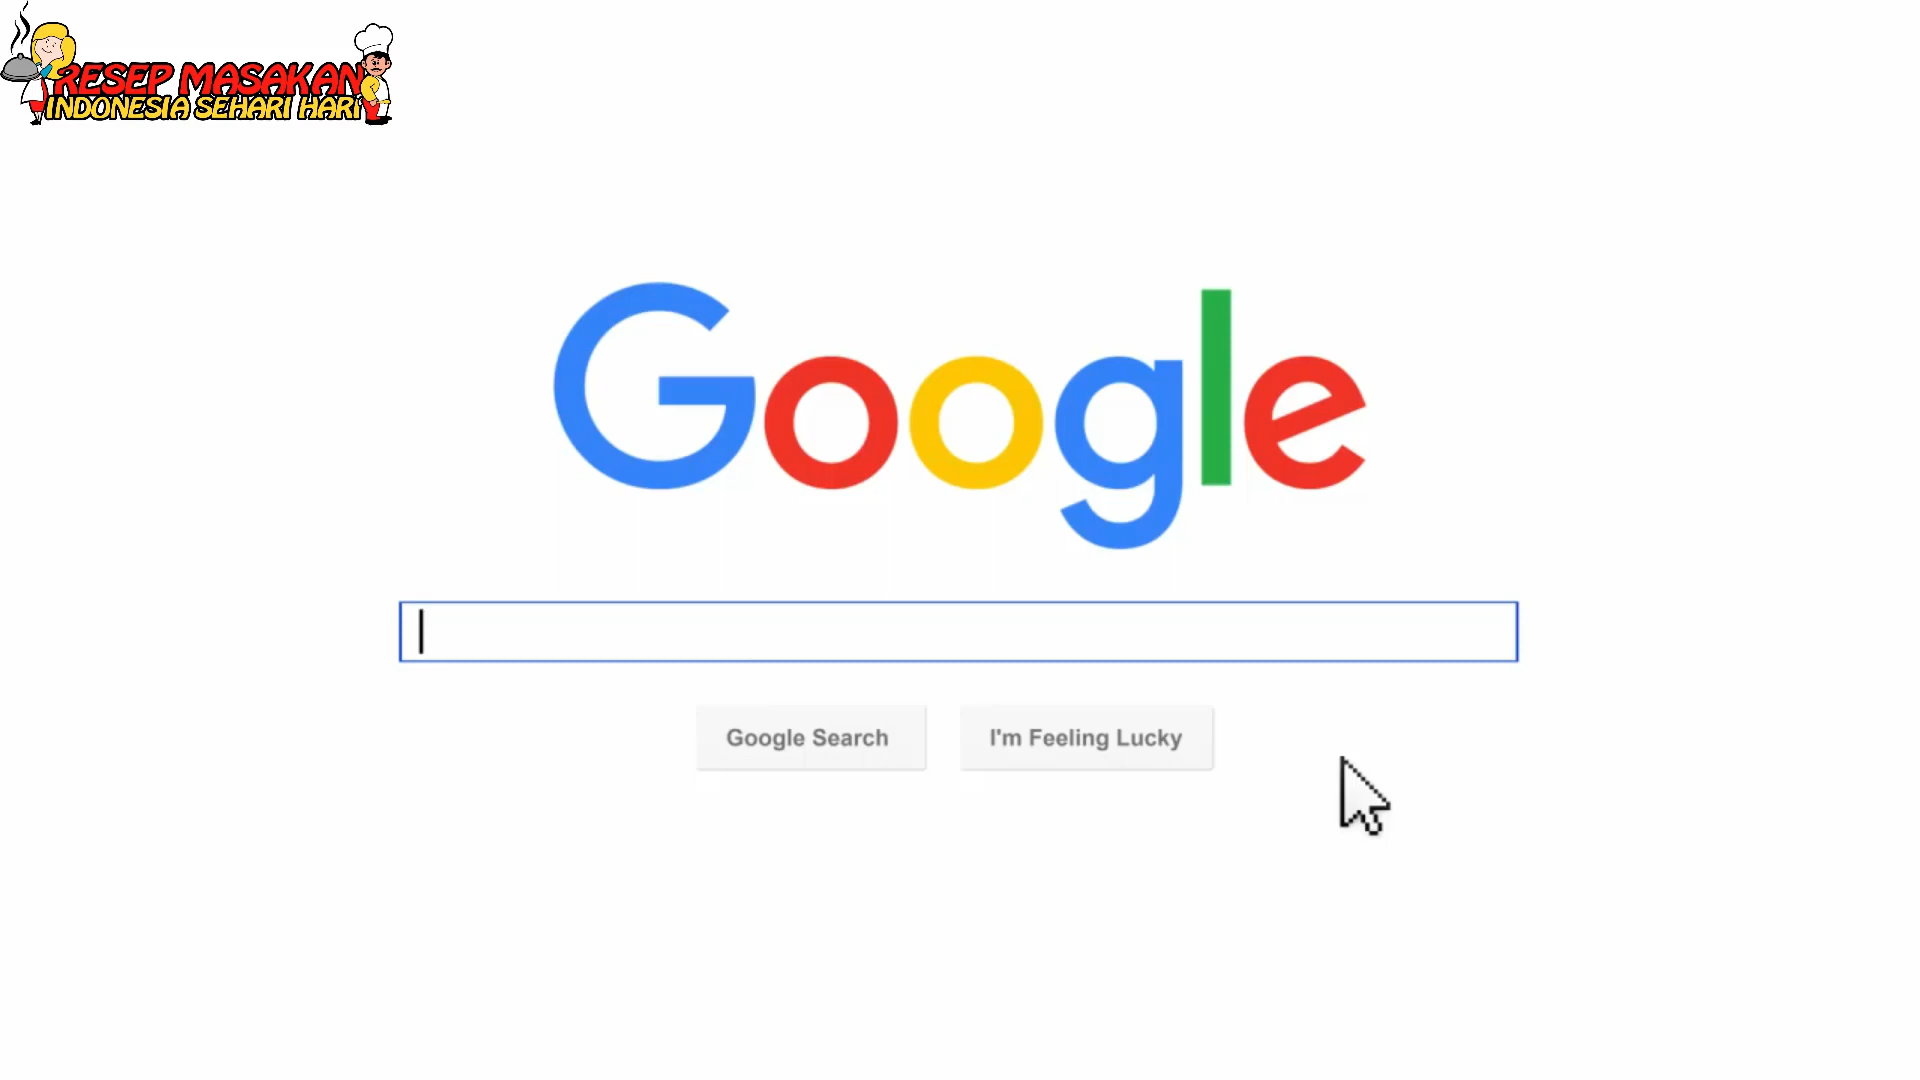 RESEP MASAKAN
INDONESIA SEHARI HARI
Google
Google Search
I'm Feeling Lucky